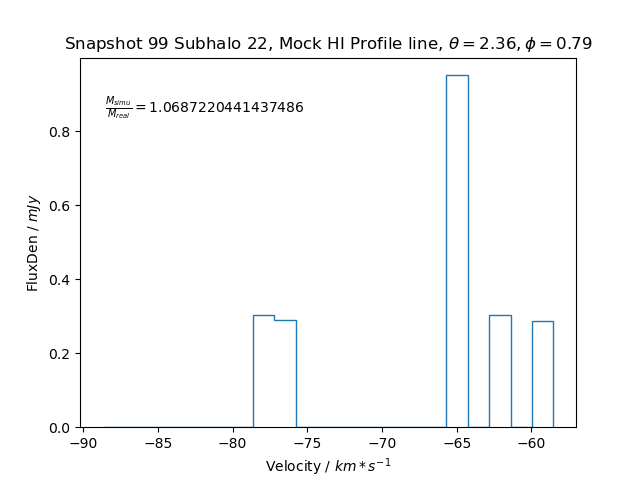 Snapshot 99 Subhalo 22, Mock HI Profile line, θ = 2.36, ϕ = 0.79
M_simu
M_real = 1.0687220441437486
FluxDen / mJy
0.8
0.6
0.4
0.2
0.0
−90 −85 −80 −75 −70 −65 −60
Velocity / km * s⁻¹